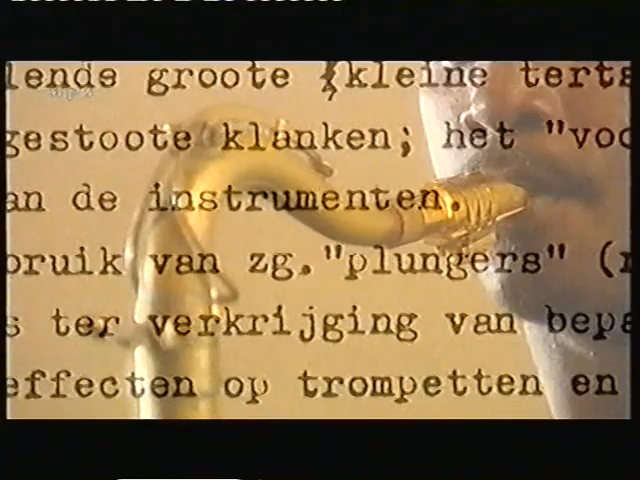 lende groote kleine terts
gestoote klanken; het "voo
an de instrumenten.
bruik van zg. "plungers" (
s ter verkrijging van bepa
effecten op trompetten en